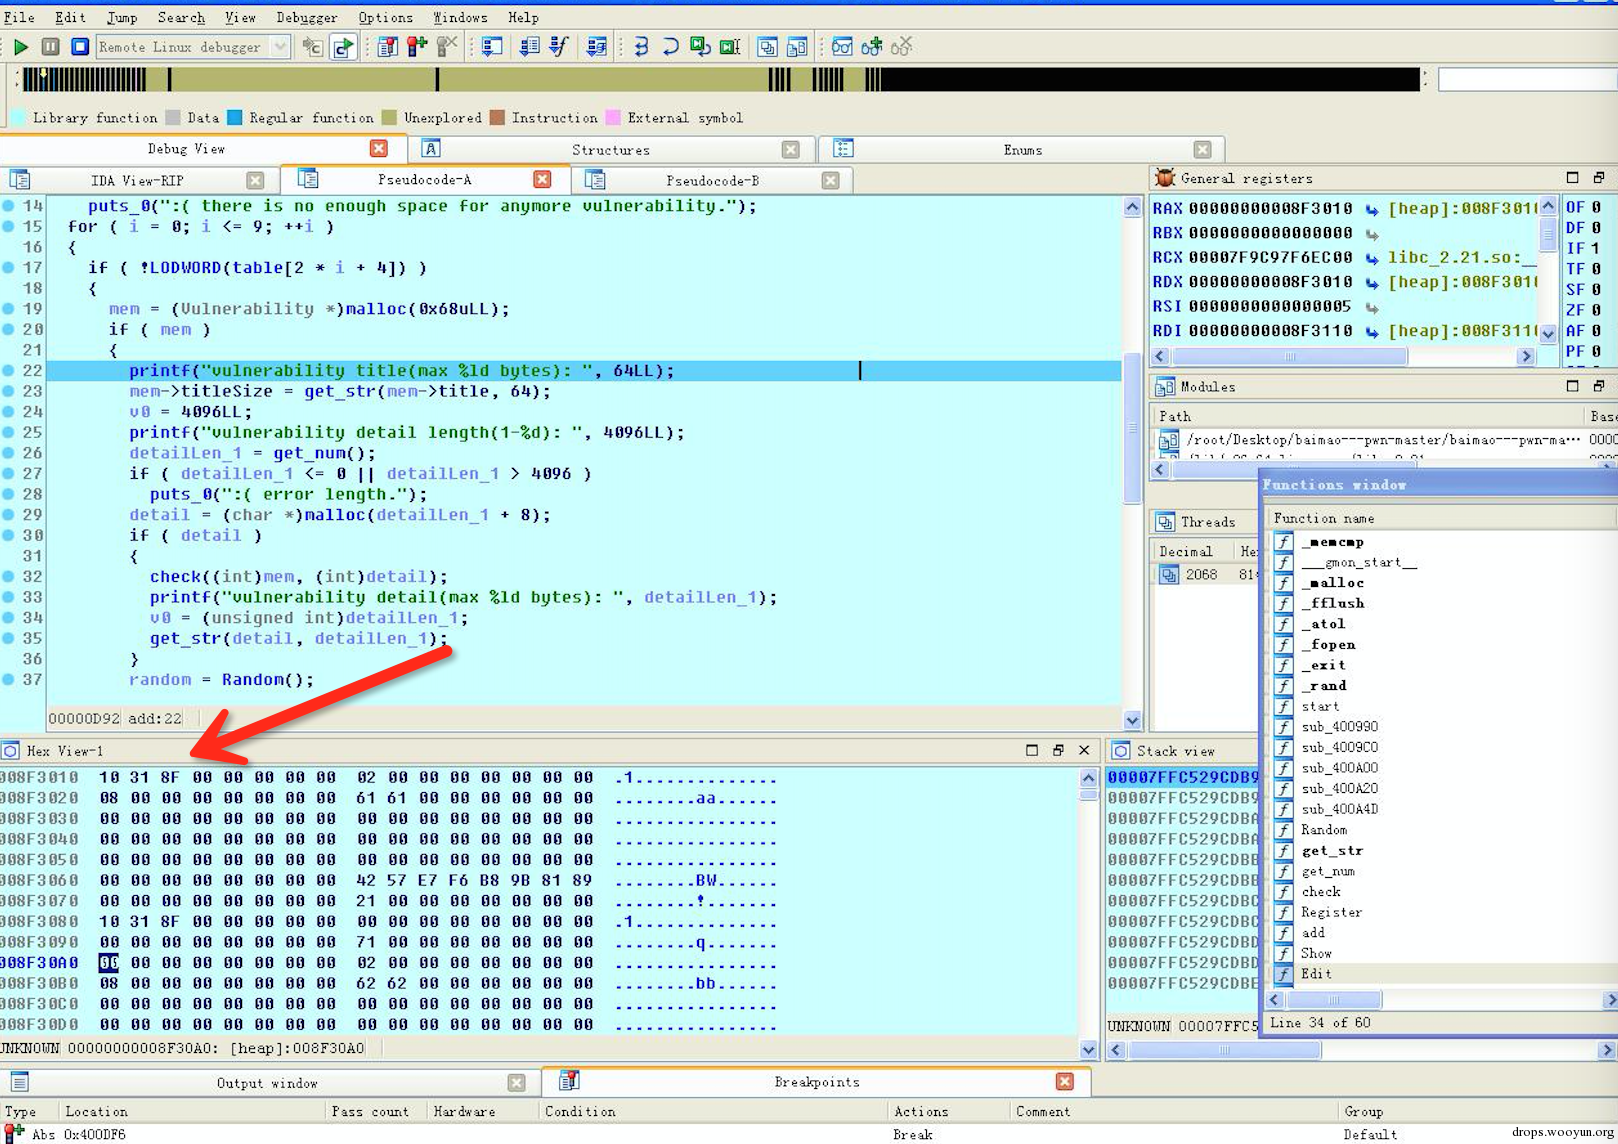 File Edit Jump Search View Debugger Options Windows Help
Remote Linux debugger
Library function Data Regular function Unexplored Instruction External symbol
Debug View Structures Enums
IDA View-RIP Pseudocode-A Pseudocode-B
14 puts_0(":( there is no enough space for anymore vulnerability.");
15 for ( i = 0; i <= 9; ++i )
16 {
17 if ( !LODWORD(table[2 * i + 4]) )
18 {
19 mem = (Vulnerability *)malloc(0x68uLL);
20 if ( mem )
21 {
22 printf("vulnerability title(max %ld bytes): ", 64LL);
23 mem->titleSize = get_str(mem->title, 64);
24 v0 = 4096LL;
25 printf("vulnerability detail length(1-%d): ", 4096LL);
26 detailLen_1 = get_num();
27 if ( detailLen_1 <= 0 || detailLen_1 > 4096 )
28 puts_0(":( error length.");
29 detail = (char *)malloc(detailLen_1 + 8);
30 if ( detail )
31 {
32 check((int)mem, (int)detail);
33 printf("vulnerability detail(max %ld bytes): ", detailLen_1);
34 v0 = (unsigned int)detailLen_1;
35 get_str(detail, detailLen_1);
36 }
37 random = Random();
00000D92 add:22
General registers
RAX 00000000008F3010 [heap]:008F3010
RBX 0000000000000000
RCX 00007F9C97F6EC00 libc_2.21.so:__
RDX 00000000008F3010 [heap]:008F3010
RSI 0000000000000005
RDI 00000000008F3110 [heap]:008F3110
OF 0
DF 0
IF 1
TF 0
SF 0
ZF 0
AF 0
PF 0
Modules
Path Base
/root/Desktop/baimao---pwn-master/baimao---pwn-ma... 0000
Threads
Decimal He
2068 81
Functions window
Function name
_memcmp
___gmon_start__
_malloc
_fflush
_atol
_fopen
_exit
_rand
start
sub_400990
sub_4009C0
sub_400A00
sub_400A20
sub_400A4D
Random
get_str
get_num
check
Register
add
Show
Edit
Line 34 of 60
Hex View-1
008F3010 10 31 8F 00 00 00 00 00 02 00 00 00 00 00 00 00 .1..............
008F3020 08 00 00 00 00 00 00 00 61 61 00 00 00 00 00 00 ........aa......
008F3030 00 00 00 00 00 00 00 00 00 00 00 00 00 00 00 00 ................
008F3040 00 00 00 00 00 00 00 00 00 00 00 00 00 00 00 00 ................
008F3050 00 00 00 00 00 00 00 00 00 00 00 00 00 00 00 00 ................
008F3060 00 00 00 00 00 00 00 00 42 57 E7 F6 B8 9B 81 89 ........BW......
008F3070 00 00 00 00 00 00 00 00 21 00 00 00 00 00 00 00 ........!.......
008F3080 10 31 8F 00 00 00 00 00 00 00 00 00 00 00 00 00 .1..............
008F3090 00 00 00 00 00 00 00 00 71 00 00 00 00 00 00 00 ........q.......
008F30A0 00 00 00 00 00 00 00 00 02 00 00 00 00 00 00 00 ................
008F30B0 08 00 00 00 00 00 00 00 62 62 00 00 00 00 00 00 ........bb......
008F30C0 00 00 00 00 00 00 00 00 00 00 00 00 00 00 00 00 ................
008F30D0 00 00 00 00 00 00 00 00 00 00 00 00 00 00 00 00 ................
UNKNOWN 00000000008F30A0: [heap]:008F30A0
Stack view
00007FFC529CDB9
00007FFC529CDB9
00007FFC529CDBA
00007FFC529CDBA
00007FFC529CDBB
00007FFC529CDBB
00007FFC529CDBC
00007FFC529CDBC
00007FFC529CDBD
00007FFC529CDBD
00007FFC529CDBE
UNKNOWN 00007FFC5
Output window Breakpoints
Type Location Pass count Hardware Condition Actions Comment Group
Abs 0x400DF6 Break Default
drops.wooyun.org